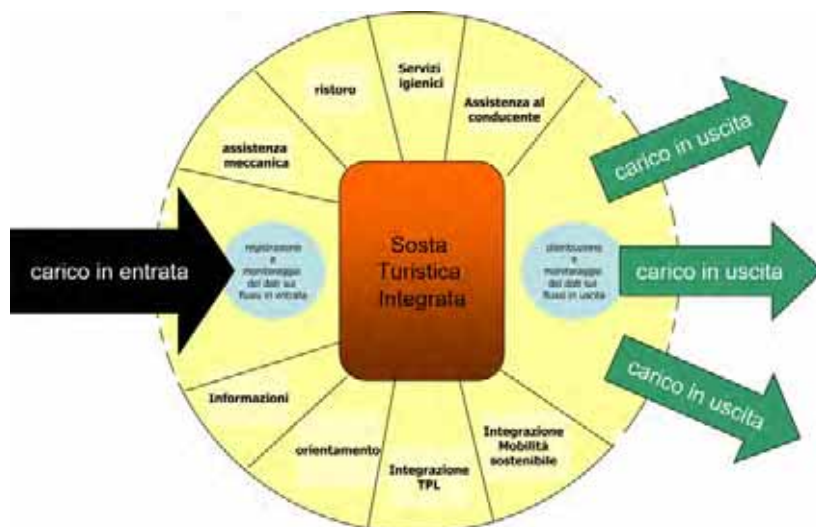 Servizi
igienici
ristoro
Assistenza al
conducente
assistenza
meccanica
carico in uscita
carico in entrata
registrazione
e
monitoraggio
dei dati sui
flussi in entrata
Sosta
Turistica
Integrata
e
monitoraggio
dei dati sui
flussi in uscita
carico in uscita
carico in uscita
Informazioni
orientamento
Integrazione
TPL
Integrazione
Mobilità
sostenibile